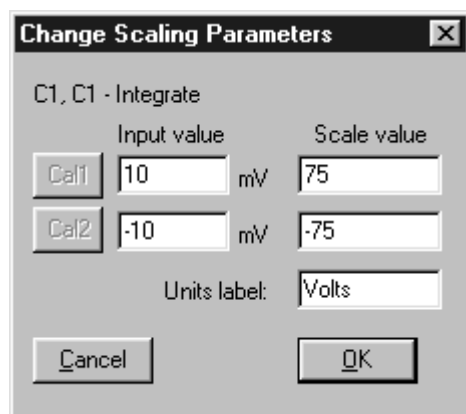 Change Scaling Parameters
C1, C1 - Integrate
Input value Scale value
Cal1 10 mV 75
Cal2 -10 mV -75
Units label: Volts
Cancel OK